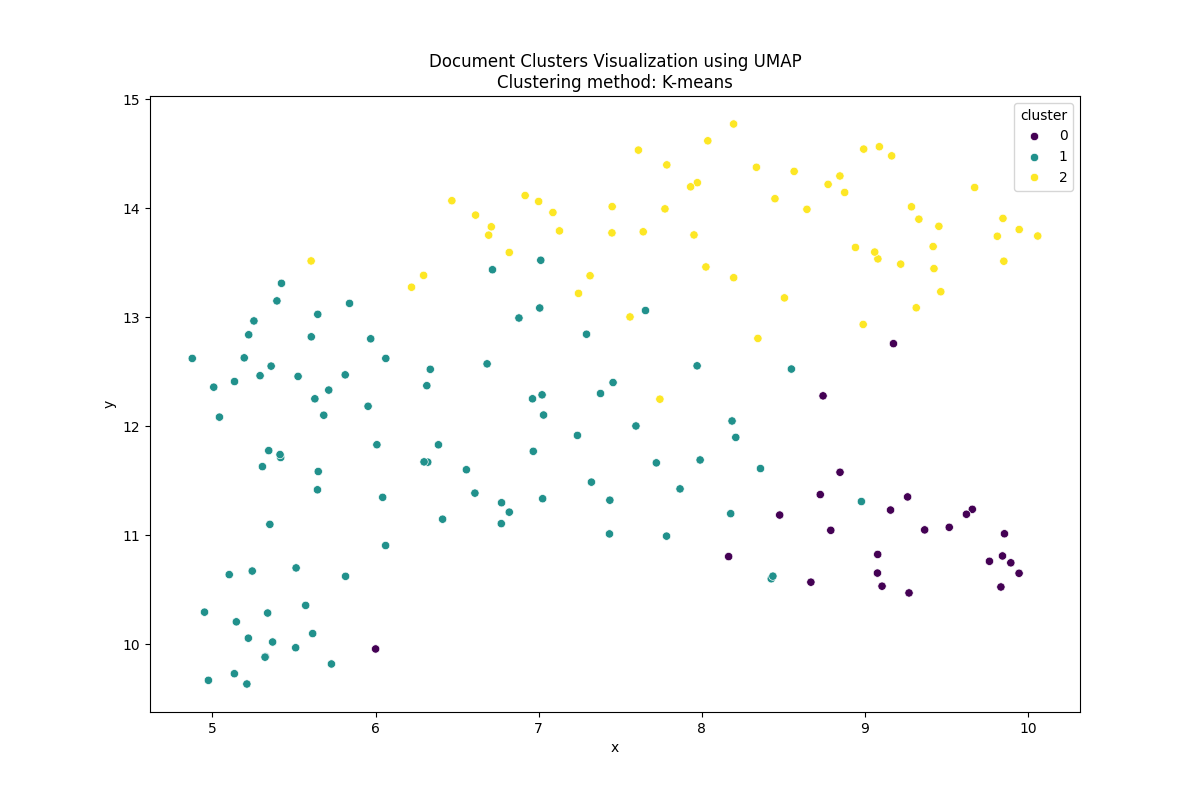 Document Clusters Visualization using UMAP
Clustering method: K-means
cluster
0
1
2
15
14
13
12
11
10
y
5 6 7 8 9 10
x